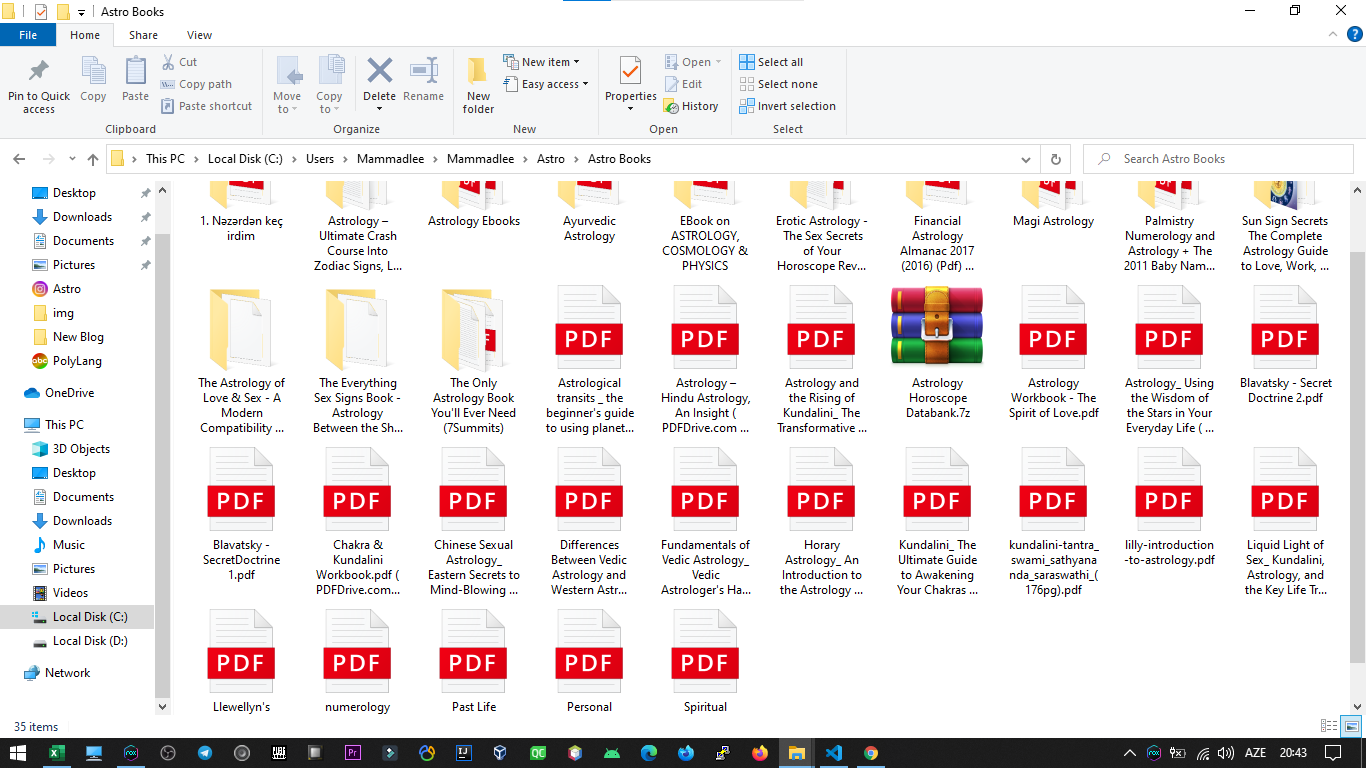 Astro Books
File Home Share View
Pin to Quick
access
Copy
Paste
Cut
Copy path
Paste shortcut
Clipboard
Move
to
Copy
to
Delete
Rename
Organize
New
folder
New item
Easy access
New
Properties
Open
Edit
History
Open
Select all
Select none
Invert selection
Select
This PC > Local Disk (C:) > Users > Mammadlee > Mammadlee > Astro > Astro Books
Search Astro Books
Desktop
Downloads
Documents
Pictures
Astro
img
New Blog
abc
PolyLang
OneDrive
This PC
3D Objects
Desktop
Documents
Downloads
Music
Pictures
Videos
Local Disk (C:)
Local Disk (D:)
Network
1. Nəzərdən keç
irdim
Astrology –
Ultimate Crash
Course Into
Zodiac Signs, L...
Astrology Ebooks
Ayurvedic
Astrology
EBook on
ASTROLOGY,
COSMOLOGY &
PHYSICS
Erotic Astrology -
The Sex Secrets
of Your
Horoscope Rev...
Financial
Astrology
Almanac 2017
(2016) (Pdf) ...
Magi Astrology
Palmistry
Numerology and
Astrology + The
2011 Baby Nam...
Sun Sign Secrets
The Complete
Astrology Guide
to Love, Work, ...
The Astrology of
Love & Sex - A
Modern
Compatibility ...
The Everything
Sex Signs Book -
Astrology
Between the Sh...
The Only
Astrology Book
You'll Ever Need
(7Summits)
PDF
Astrological
transits _ the
beginner's guide
to using planet...
PDF
Astrology –
Hindu Astrology,
An Insight (
PDFDrive.com ...
PDF
Astrology and
the Rising of
Kundalini_ The
Transformative ...
Astrology
Horoscope
Databank.7z
PDF
Astrology
Workbook - The
Spirit of Love.pdf
PDF
Astrology_ Using
the Wisdom of
the Stars in Your
Everyday Life ( ...
PDF
Blavatsky - Secret
Doctrine 2.pdf
PDF
Blavatsky -
SecretDoctrine
1.pdf
PDF
Chakra &
Kundalini
Workbook.pdf (
PDFDrive.com...
PDF
Chinese Sexual
Astrology_
Eastern Secrets to
Mind-Blowing ...
PDF
Differences
Between Vedic
Astrology and
Western Astr...
PDF
Fundamentals of
Vedic Astrology_
Vedic
Astrologer's Ha...
PDF
Horary
Astrology_ An
Introduction to
the Astrology ...
PDF
Kundalini_ The
Ultimate Guide
to Awakening
Your Chakras ...
PDF
kundalini-tantra_
swami_sathyana
nda_saraswathi_(
176pg).pdf
PDF
lilly-introduction
-to-astrology.pdf
PDF
Liquid Light of
Sex_ Kundalini,
Astrology, and
the Key Life Tr...
PDF
Llewellyn's
PDF
numerology
PDF
Past Life
PDF
Personal
PDF
Spiritual
35 items
Pr
IJ
QC
AZE
20:43